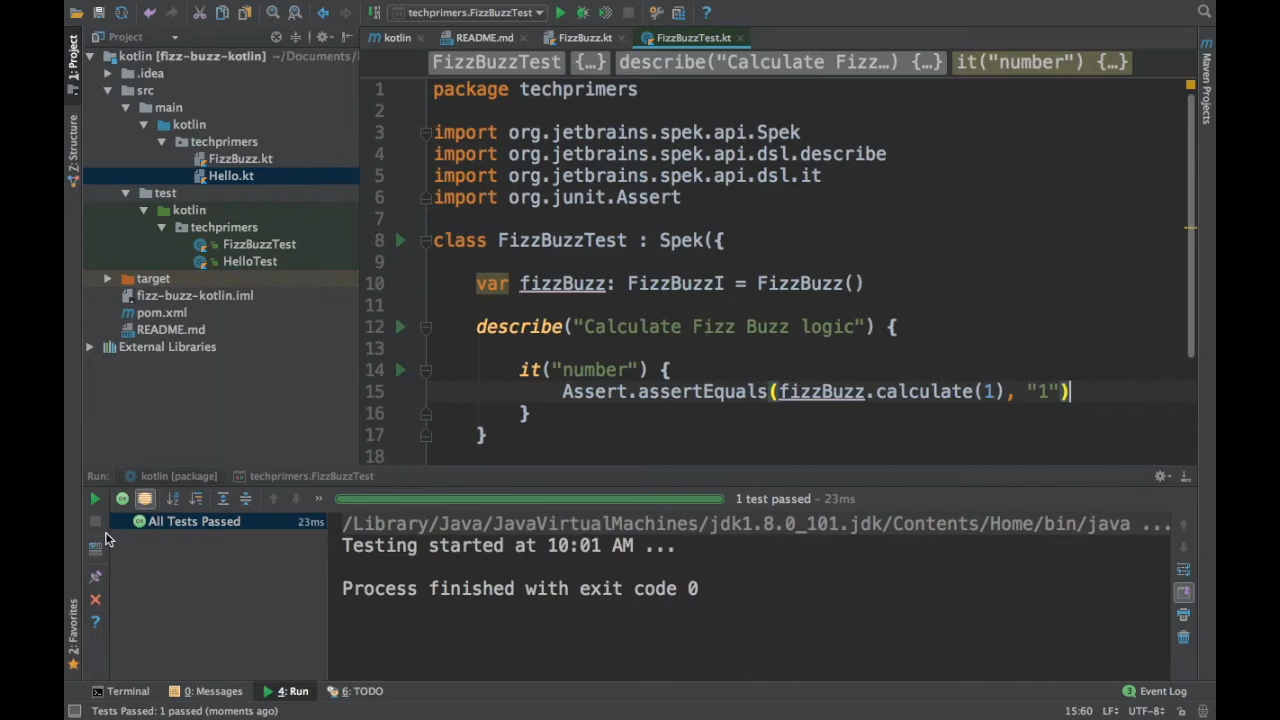 techprimers.FizzBuzzTest
Project
kotlin
README.md
FizzBuzz.kt
FizzBuzzTest.kt
1: Project
Z: Structure
2: Favorites
Maven Projects
kotlin [fizz-buzz-kotlin] ~/Documents/
.idea
src
main
kotlin
techprimers
FizzBuzz.kt
Hello.kt
test
kotlin
techprimers
FizzBuzzTest
HelloTest
target
fizz-buzz-kotlin.iml
pom.xml
README.md
External Libraries
FizzBuzzTest {...} describe("Calculate Fizz…) {...} it("number") {...}
1 package techprimers
2
3 import org.jetbrains.spek.api.Spek
4 import org.jetbrains.spek.api.dsl.describe
5 import org.jetbrains.spek.api.dsl.it
6 import org.junit.Assert
7
8 class FizzBuzzTest : Spek({
9
10 var fizzBuzz: FizzBuzzI = FizzBuzz()
11
12 describe("Calculate Fizz Buzz logic") {
13
14 it("number") {
15 Assert.assertEquals(fizzBuzz.calculate(1), "1")
16 }
17 }
18
Run: kotlin [package] techprimers.FizzBuzzTest
1 test passed – 23ms
All Tests Passed 23ms
/Library/Java/JavaVirtualMachines/jdk1.8.0_101.jdk/Contents/Home/bin/java ...
Testing started at 10:01 AM ...
Process finished with exit code 0
Terminal 0: Messages 4: Run 6: TODO 3 Event Log
Tests Passed: 1 passed (moments ago) 15:60 LF÷ UTF-8÷